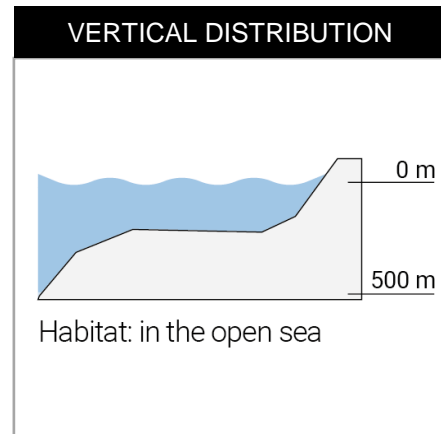 VERTICAL DISTRIBUTION
0 m
500 m
Habitat: in the open sea